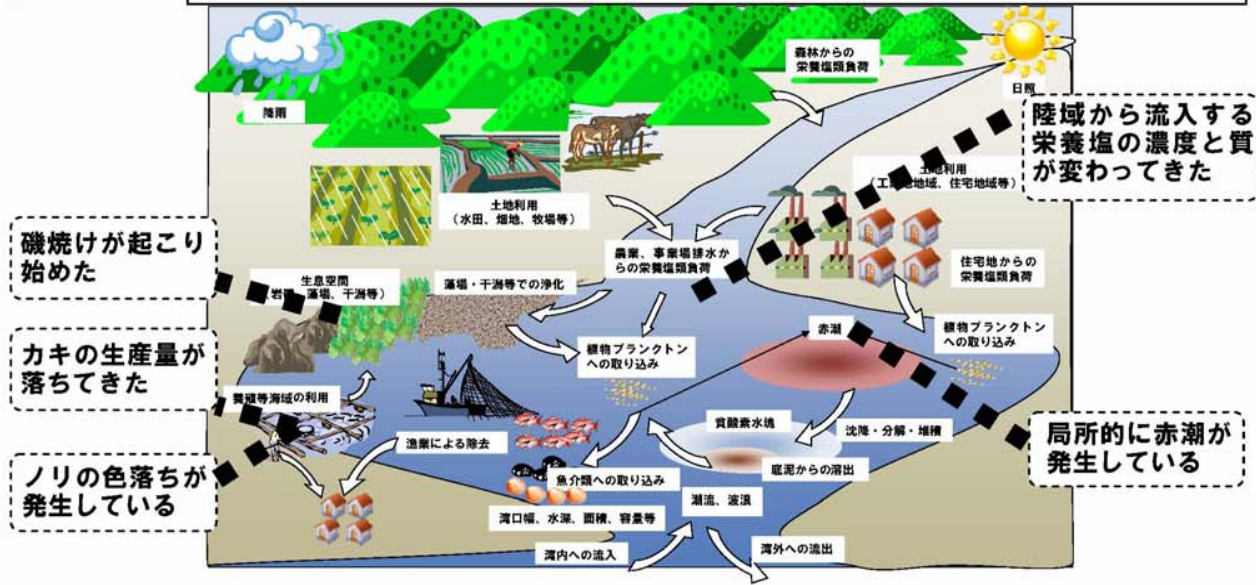 森林からの
栄養塩類負荷
降雨
日照
陸域から流入する
栄養塩の濃度と質
が変わってきた
土地利用
（水田、畑地、牧場等）
土地利用
地域、住宅地域等）
農業、事業場排水か
らの栄養塩類負荷
住宅地からの
栄養塩類負荷
磯焼けが起こり
始めた
生息空間
藻場、干潟等）
藻場・干潟等での浄化
植物プランクトン
への取り込み
赤潮
植物プランクトン
への取り込み
カキの生産量が
落ちてきた
養殖等海域の利用
漁業による除去
貧酸素水塊
沈降・分解・堆積
底泥からの溶出
局所的に赤潮が
発生している
ノリの色落ちが
発生している
魚介類への取り込み
潮流、波浪
湾口幅、水深、面積、容量等
湾内への流入
湾外への流出